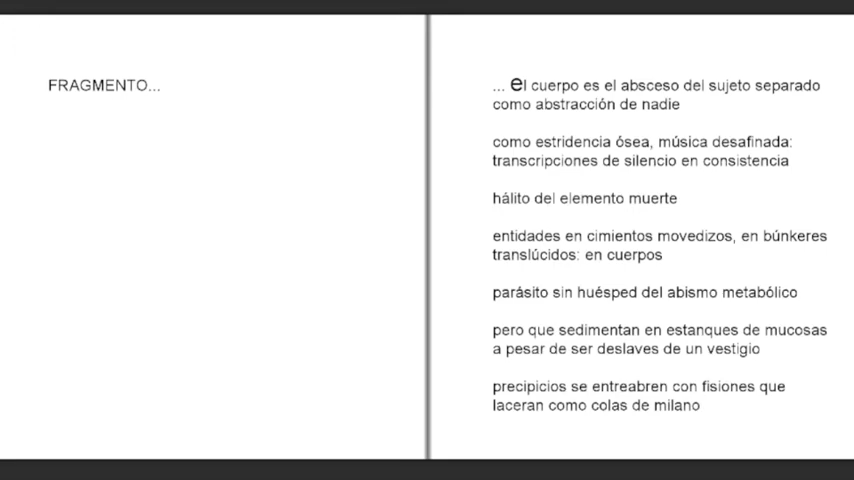 FRAGMENTO...
... el cuerpo es el absceso del sujeto separado
como abstracción de nadie
como estridencia ósea, música desafinada:
transcripciones de silencio en consistencia
hálito del elemento muerte
entidades en cimientos movedizos, en búnkeres
translúcidos: en cuerpos
parásito sin huésped del abismo metabólico
pero que sedimentan en estanques de mucosas
a pesar de ser deslaves de un vestigio
precipicios se entreabren con fisiones que
laceran como colas de milano